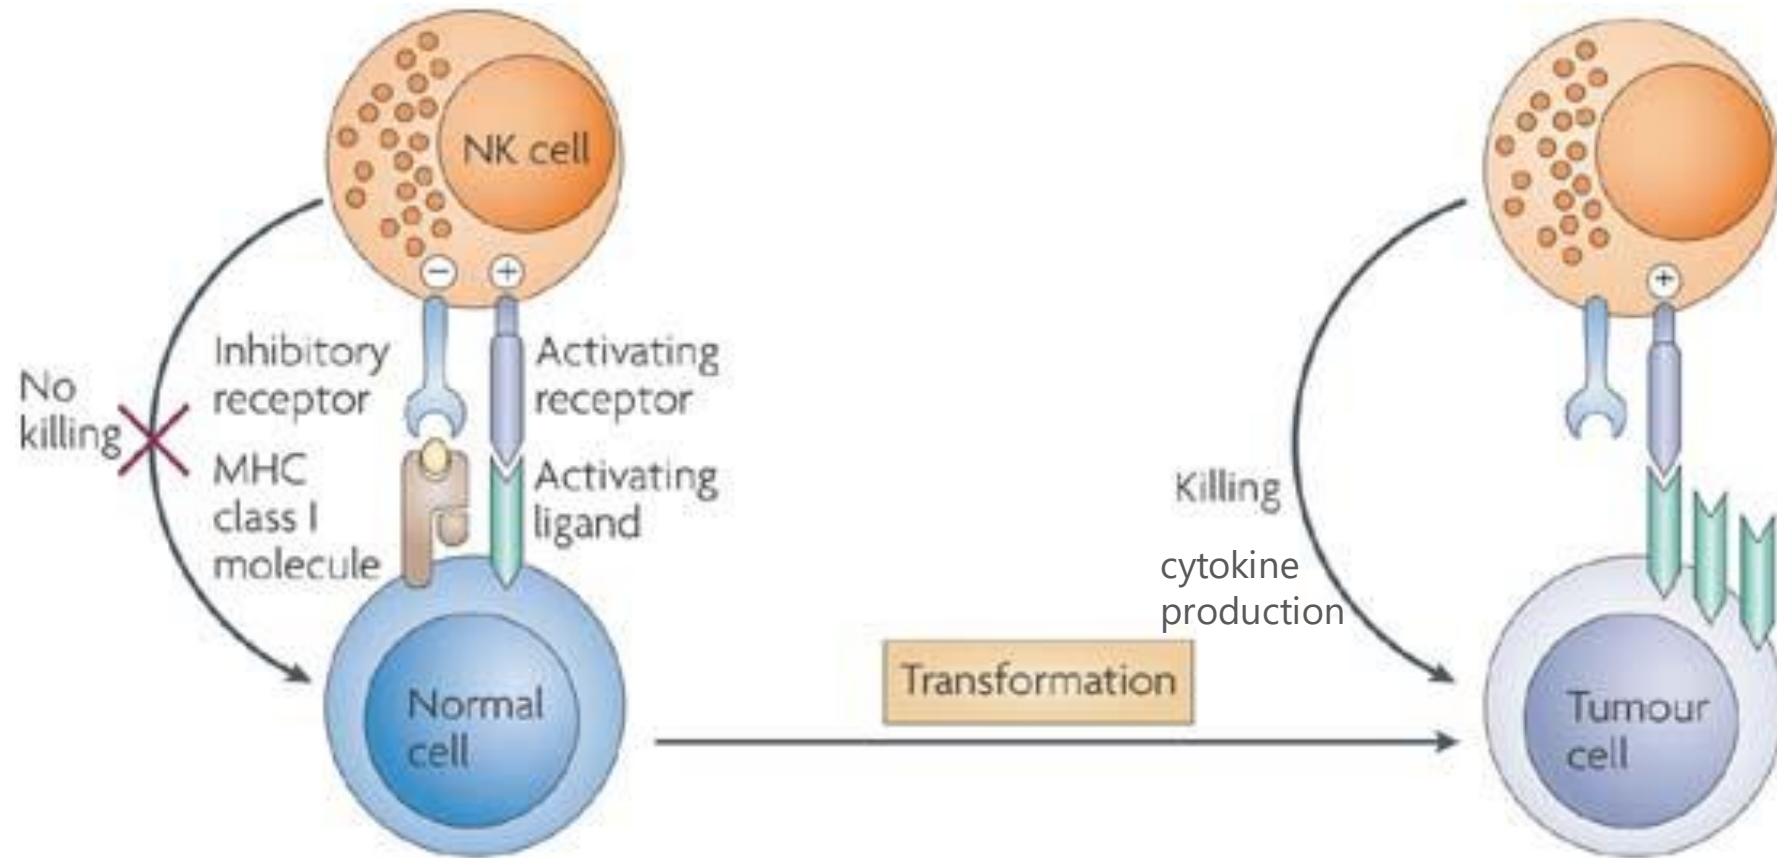 NK cell
−
+
Inhibitory
receptor
Activating
receptor
No
killing
MHC
class I
molecule
Activating
ligand
Normal
cell
Transformation
+
Killing
cytokine
production
Tumour
cell